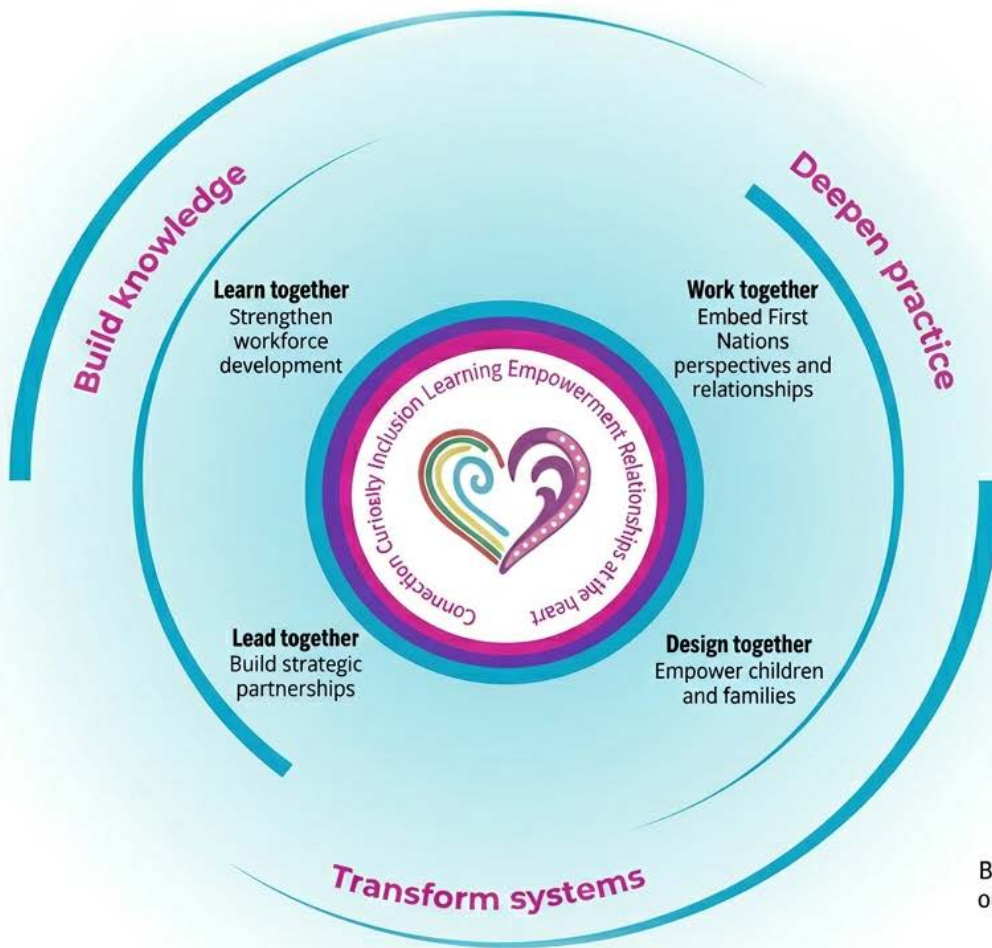 Build knowledge
Deepen practice
Learn together
Strengthen
workforce
development
Work together
Embed First
Nations
perspectives and
relationships
Connection Curiosity Inclusion Learning Empowerment Relationships at the heart
Lead together
Build strategic
partnerships
Design together
Empower children
and families
Transform systems